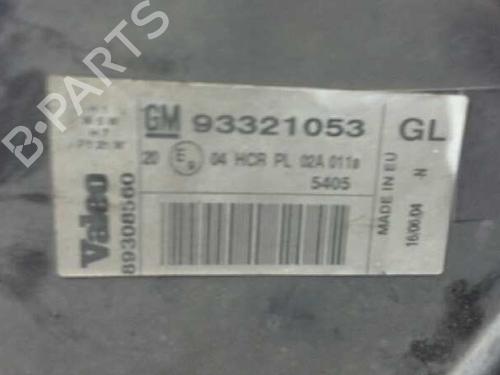 GM 93321053 GL
20 E9 04 HCR PL 02A 011a
5405
Valeo
89308560
MADE IN EU
16/06/04 N
B-PARTS